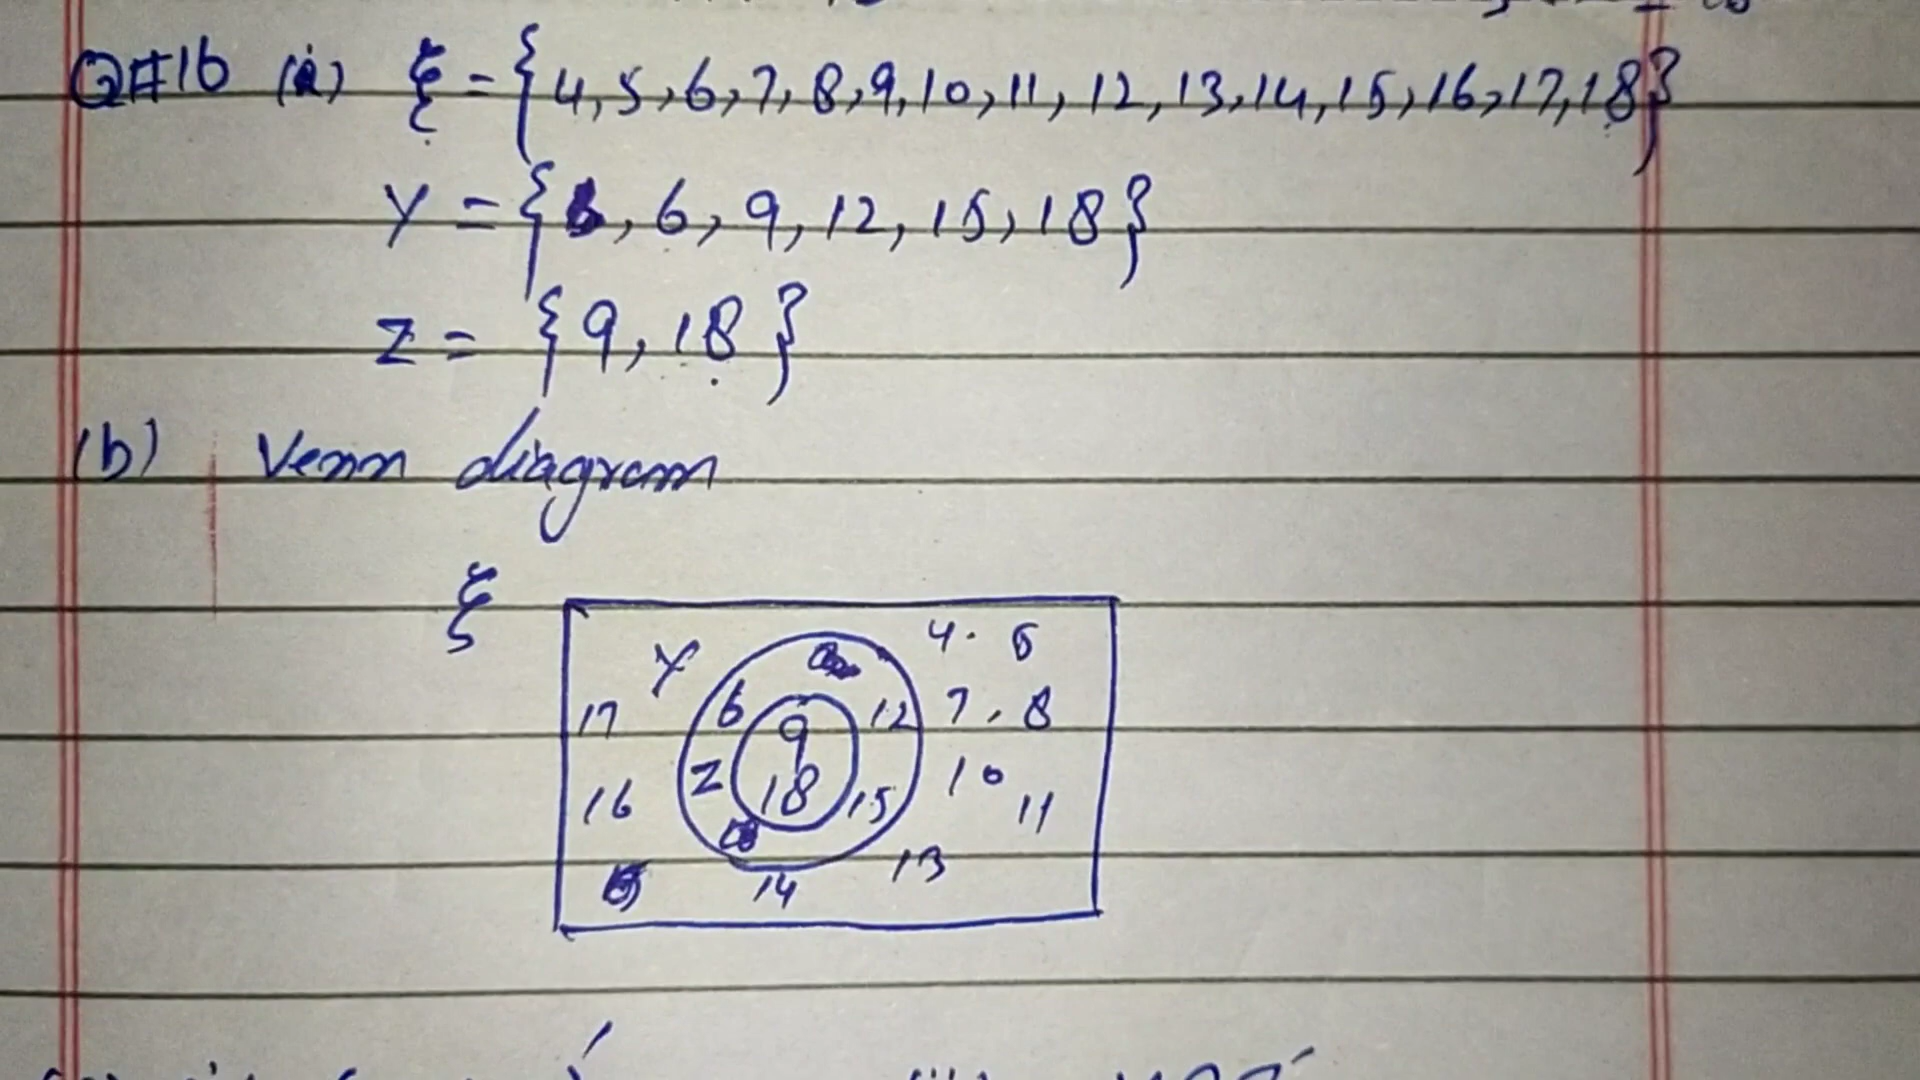 Q#16 (i) ξ = {4, 5, 6, 7, 8, 9, 10, 11, 12, 13, 14, 15, 16, 17, 18}
Y = { , 6, 9, 12, 15, 18}
Z = {9, 18}
(b) Venn diagram
ξ
4. 5
Y
17 6 9 12 7, 8
16 Z 18 15 10 11
14 13